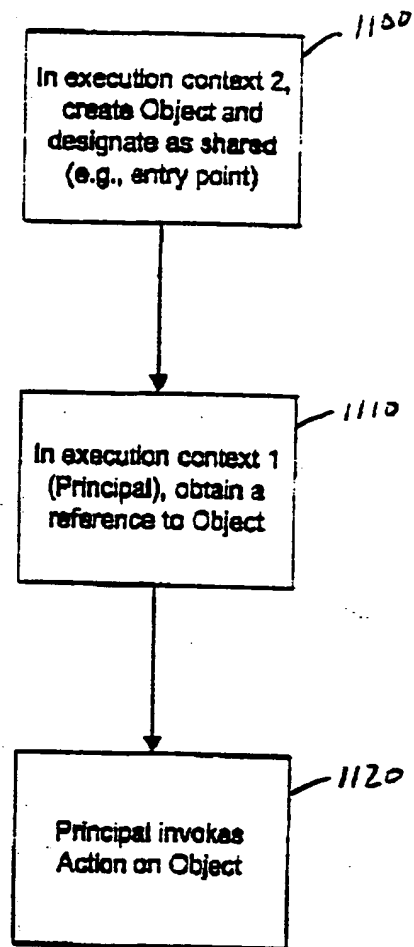 1100
In execution context 2,
create Object and
designate as shared
(e.g., entry point)
1110
In execution context 1
(Principal), obtain a
reference to Object
1120
Principal invokes
Action on Object